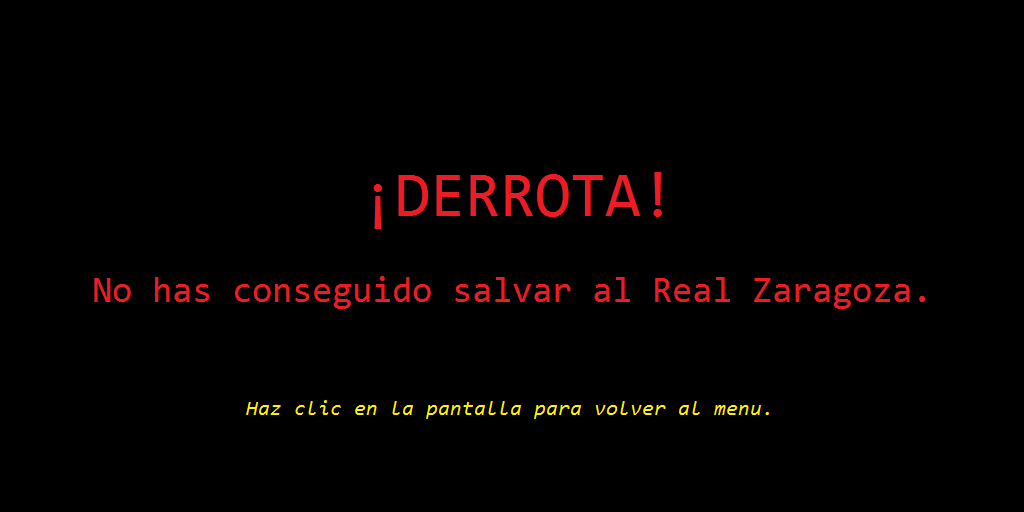 ¡DERROTA!
No has conseguido salvar al Real Zaragoza.
Haz clic en la pantalla para volver al menu.